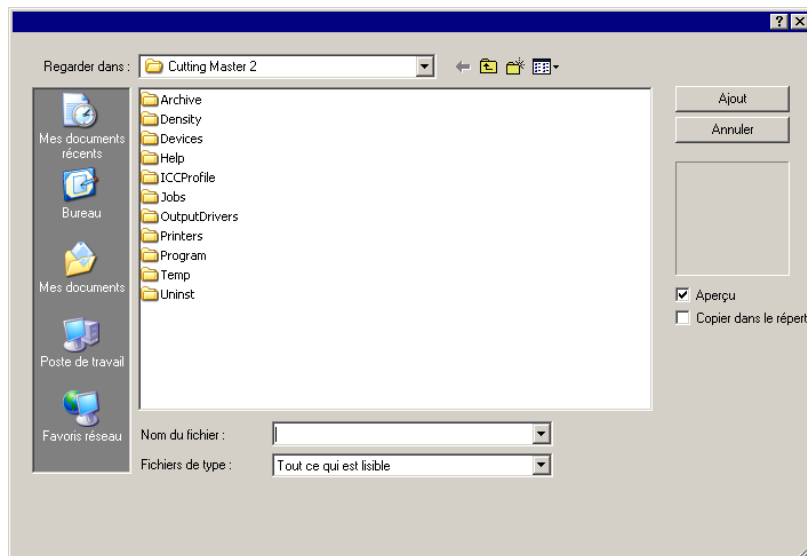 Regarder dans :
Cutting Master 2
Mes documents
récents
Bureau
Mes documents
Poste de travail
Favoris réseau
Archive
Density
Devices
Help
ICCProfile
Jobs
OutputDrivers
Printers
Program
Temp
Uninst
Ajout
Annuler
Aperçu
Copier dans le répert
Nom du fichier :
Fichiers de type :
Tout ce qui est lisible